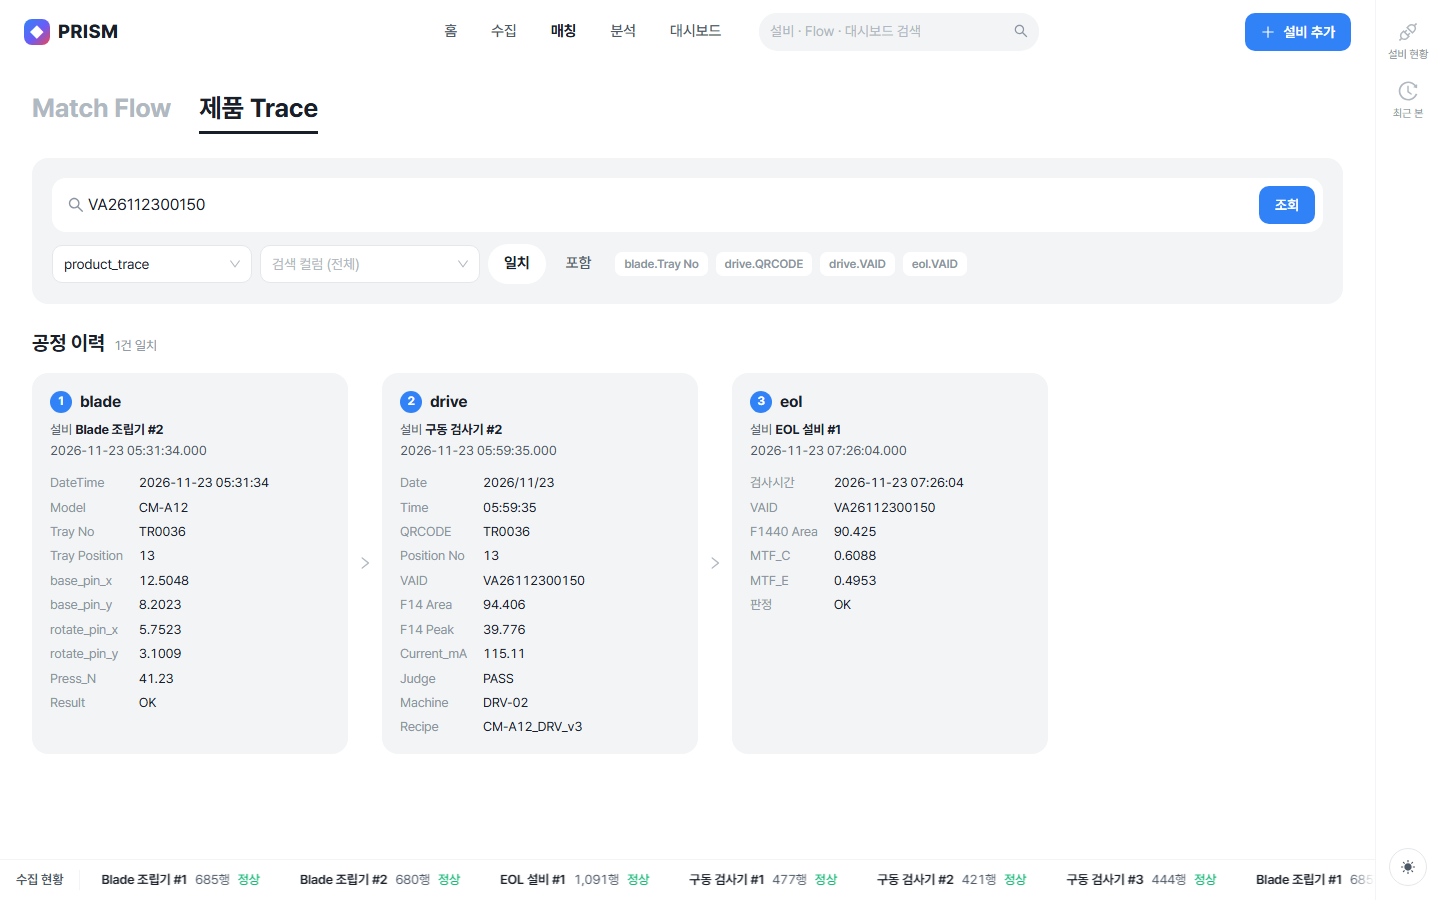 PRISM
홈 수집 매칭 분석 대시보드
설비 · Flow · 대시보드 검색
설비 추가
설비 현황
최근 본
Match Flow 제품 Trace
VA26112300150
조회
product_trace 검색 컬럼 (전체) 일치 포함 blade.Tray No drive.QRCODE drive.VAID eol.VAID
공정 이력 1건 일치
1 blade
설비 Blade 조립기 #2
2026-11-23 05:31:34.000
DateTime 2026-11-23 05:31:34
Model CM-A12
Tray No TR0036
Tray Position 13
base_pin_x 12.5048
base_pin_y 8.2023
rotate_pin_x 5.7523
rotate_pin_y 3.1009
Press_N 41.23
Result OK
2 drive
설비 구동 검사기 #2
2026-11-23 05:59:35.000
Date 2026/11/23
Time 05:59:35
QRCODE TR0036
Position No 13
VAID VA26112300150
F14 Area 94.406
F14 Peak 39.776
Current_mA 115.11
Judge PASS
Machine DRV-02
Recipe CM-A12_DRV_v3
3 eol
설비 EOL 설비 #1
2026-11-23 07:26:04.000
검사시간 2026-11-23 07:26:04
VAID VA26112300150
F1440 Area 90.425
MTF_C 0.6088
MTF_E 0.4953
판정 OK
수집 현황 Blade 조립기 #1 685행 정상 Blade 조립기 #2 680행 정상 EOL 설비 #1 1,091행 정상 구동 검사기 #1 477행 정상 구동 검사기 #2 421행 정상 구동 검사기 #3 444행 정상 Blade 조립기 #1 685